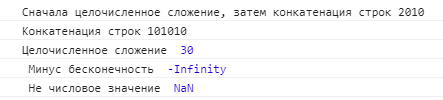 Сначала целочисленное сложение, затем конкатенация строк 2010
Конкатенация строк 101010
Целочисленное сложение 30
Минус бесконечность -Infinity
Не числовое значение NaN